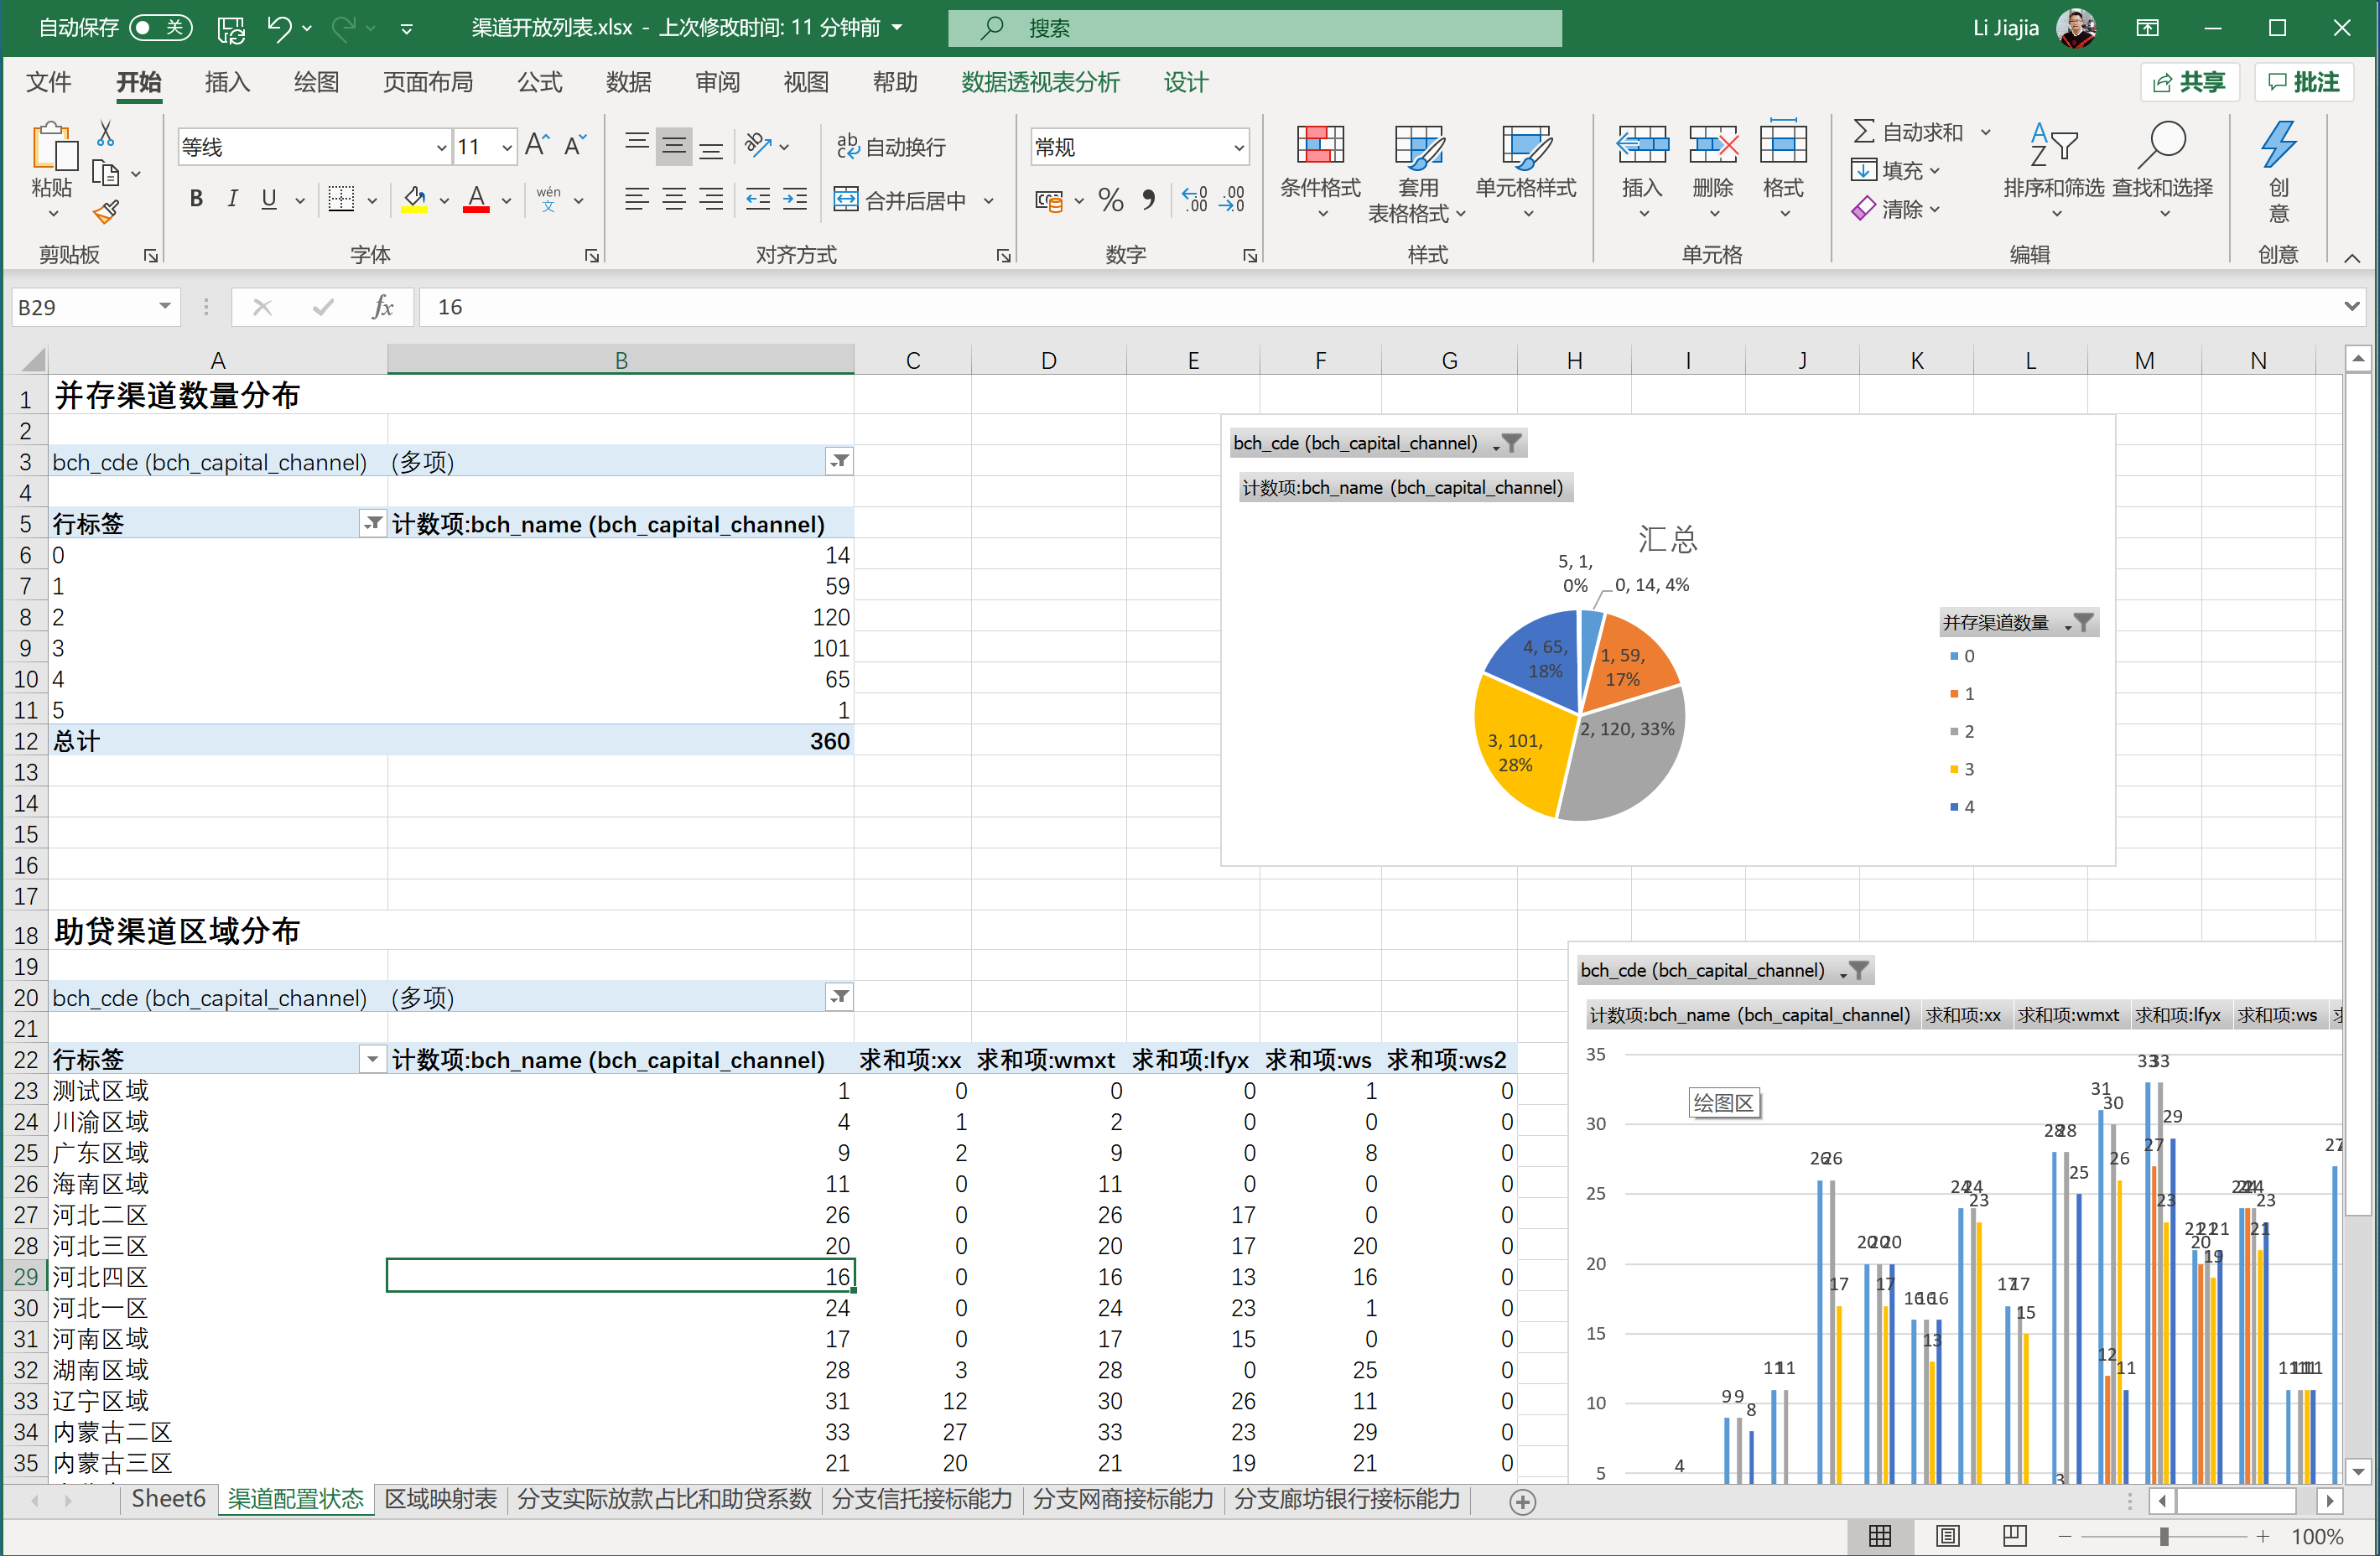 自动保存 关 渠道开放列表.xlsx - 上次修改时间: 11 分钟前 搜索 Li Jiajia
文件 开始 插入 绘图 页面布局 公式 数据 审阅 视图 帮助 数据透视表分析 设计 共享 批注
粘贴
剪贴板
等线 11
B I U wén 文
字体
自动换行
合并后居中
对齐方式
常规
数字
条件格式 套用 表格格式 单元格样式
样式
插入 删除 格式
单元格
自动求和
填充
清除
排序和筛选 查找和选择
编辑
创意
创意
B29 fx 16
A B C D E F G H I J K L M N
1 并存渠道数量分布
2
3 bch_cde (bch_capital_channel) (多项)
4
5 行标签 计数项:bch_name (bch_capital_channel)
6 0 14
7 1 59
8 2 120
9 3 101
10 4 65
11 5 1
12 总计 360
13
14
15
16
17
18 助贷渠道区域分布
19
20 bch_cde (bch_capital_channel) (多项)
21
22 行标签 计数项:bch_name (bch_capital_channel) 求和项:xx 求和项:wmxt 求和项:lfyx 求和项:ws 求和项:ws2
23 测试区域 1 0 0 0 1 0
24 川渝区域 4 1 2 0 0 0
25 广东区域 9 2 9 0 8 0
26 海南区域 11 0 11 0 0 0
27 河北二区 26 0 26 17 0 0
28 河北三区 20 0 20 17 20 0
29 河北四区 16 0 16 13 16 0
30 河北一区 24 0 24 23 1 0
31 河南区域 17 0 17 15 0 0
32 湖南区域 28 3 28 0 25 0
33 辽宁区域 31 12 30 26 11 0
34 内蒙古二区 33 27 33 23 29 0
35 内蒙古三区 21 20 21 19 21 0
bch_cde (bch_capital_channel)
计数项:bch_name (bch_capital_channel)
汇总
5, 1, 0%
0, 14, 4%
1, 59, 17%
2, 120, 33%
3, 101, 28%
4, 65, 18%
并存渠道数量
0
1
2
3
4
bch_cde (bch_capital_channel)
计数项:bch_name (bch_capital_channel) 求和项:xx 求和项:wmxt 求和项:lfyx 求和项:ws
绘图区
35
30
25
20
15
10
5
4
9 9 8
11 11
26 26 17
20 20 17 20
16 16 13 16
24 24 23
17 17 15
28 3 28 25
31 12 30 26 11
33 27 33 23 29
21 20 21 19 21
24 24 24 21 23
11 11 11 11
27
Sheet6 渠道配置状态 区域映射表 分支实际放款占比和助贷系数 分支信托接标能力 分支网商接标能力 分支廊坊银行接标能力
100%